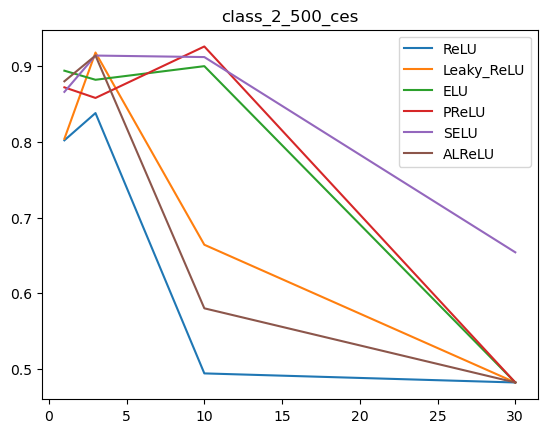 class_2_500_ces
ReLU
Leaky_ReLU
ELU
PReLU
SELU
ALReLU
0.9
0.8
0.7
0.6
0.5
0 5 10 15 20 25 30